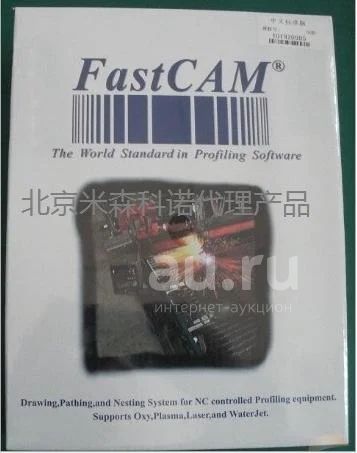 中文标准版
FastCAM®
The World Standard in Profiling Software
北京米森科诺代理产品
au.ru
интернет-аукцион
Drawing,Pathing,and Nesting System for NC controlled Profiling equipment.
Supports Oxy,Plasma,Laser,and WaterJet.